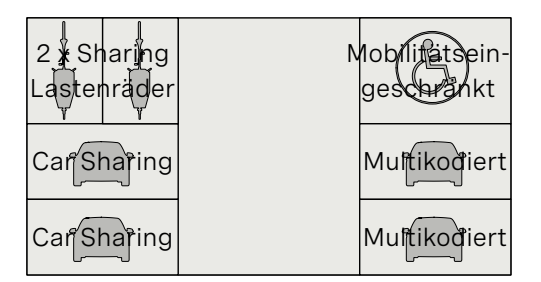 2 x Sharing
Lastenräder
Mobilitätsein-
geschränkt
Car Sharing
Multikodiert
Car Sharing
Multikodiert